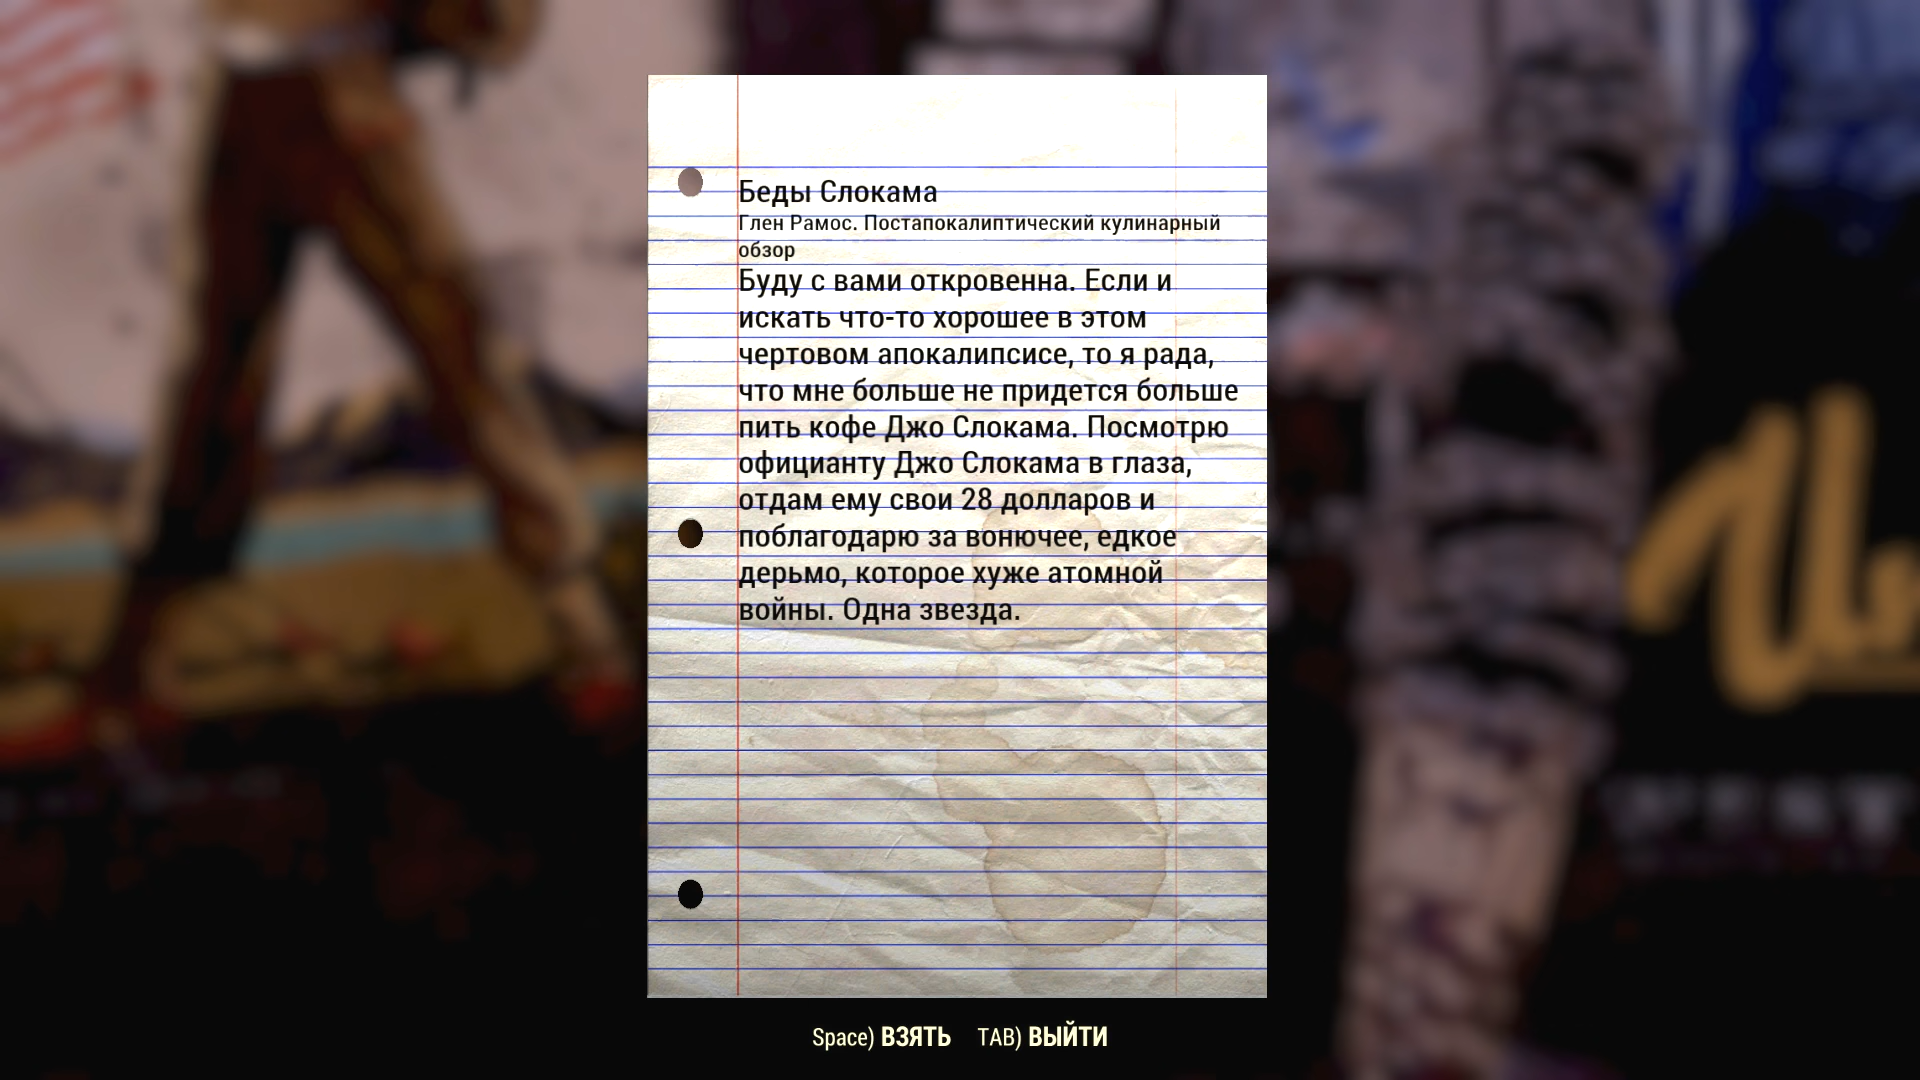 Беды Слокама
Глен Рамос. Постапокалиптический кулинарный
обзор
Буду с вами откровенна. Если и
искать что-то хорошее в этом
чертовом апокалипсисе, то я рада,
что мне больше не придется больше
пить кофе Джо Слокама. Посмотрю
официанту Джо Слокама в глаза,
отдам ему свои 28 долларов и
поблагодарю за вонючее, едкое
дерьмо, которое хуже атомной
войны. Одна звезда.
Space) ВЗЯТЬ TAB) ВЫЙТИ